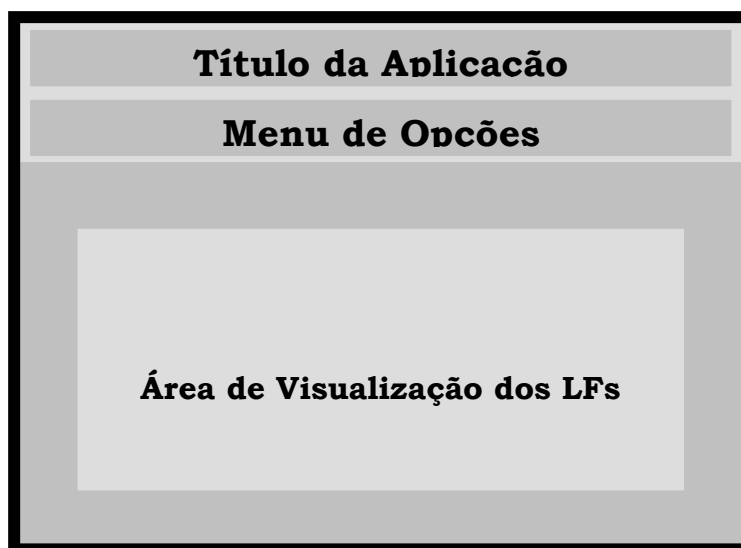 Título da Aplicação
Menu de Opções
Área de Visualização dos LFs